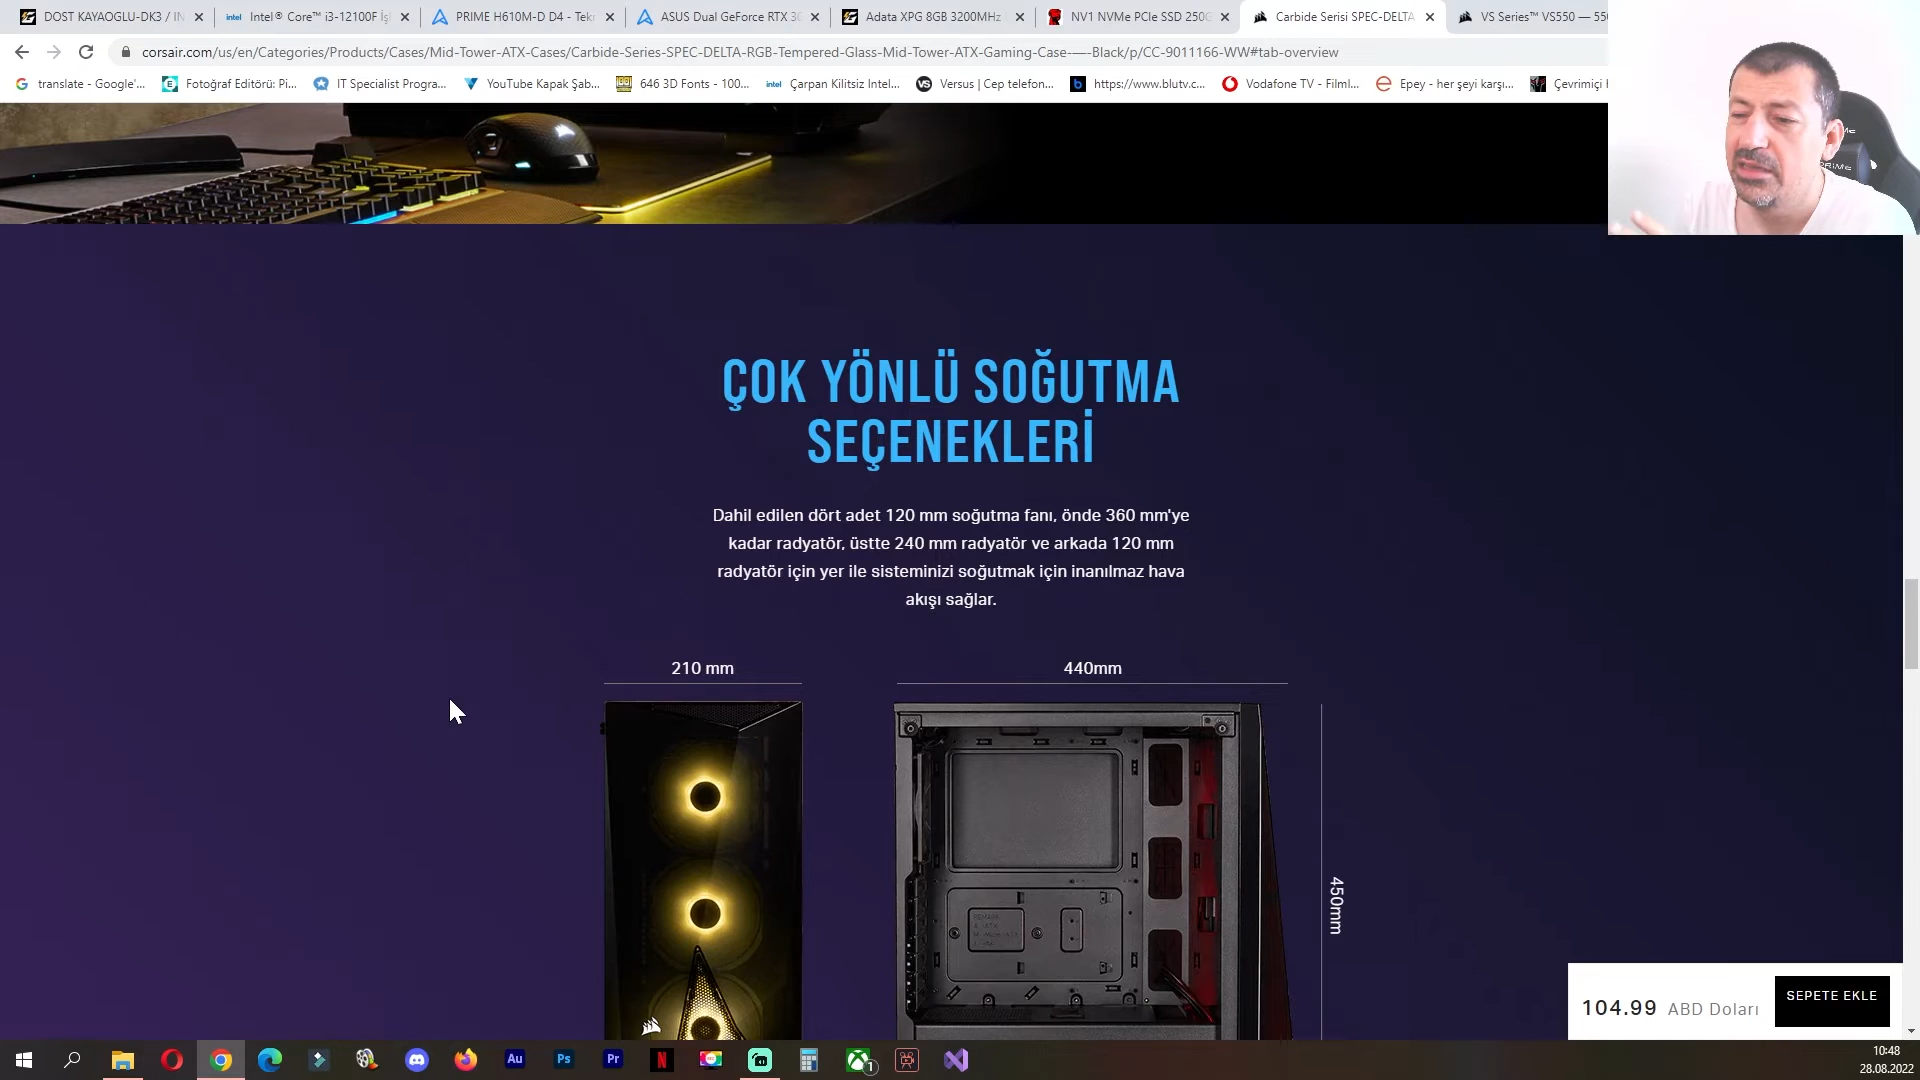 DOST KAYAOGLU-DK3 / IN
Intel® Core™ i3-12100F İşl
PRIME H610M-D D4 - Tekn
ASUS Dual GeForce RTX 30
Adata XPG 8GB 3200MHz
NV1 NVMe PCIe SSD 250G
Carbide Serisi SPEC-DELTA
VS Series™ VS550 — 550
corsair.com/us/en/Categories/Products/Cases/Mid-Tower-ATX-Cases/Carbide-Series-SPEC-DELTA-RGB-Tempered-Glass-Mid-Tower-ATX-Gaming-Case-—-Black/p/CC-9011166-WW#tab-overview
translate - Google'...
Fotoğraf Editörü: Pi...
IT Specialist Progra...
YouTube Kapak Şab...
646 3D Fonts - 100...
Çarpan Kilitsiz Intel...
Versus | Cep telefon...
https://www.blutv.c...
Vodafone TV - Filml...
Epey - her şeyi karşı...
Çevrimiçi
ÇOK YÖNLÜ SOĞUTMA
SEÇENEKLERİ
Dahil edilen dört adet 120 mm soğutma fanı, önde 360 mm'ye
kadar radyatör, üstte 240 mm radyatör ve arkada 120 mm
radyatör için yer ile sisteminizi soğutmak için inanılmaz hava
akışı sağlar.
210 mm
440mm
450mm
104.99 ABD Doları
SEPETE EKLE
10:48
28.08.2022